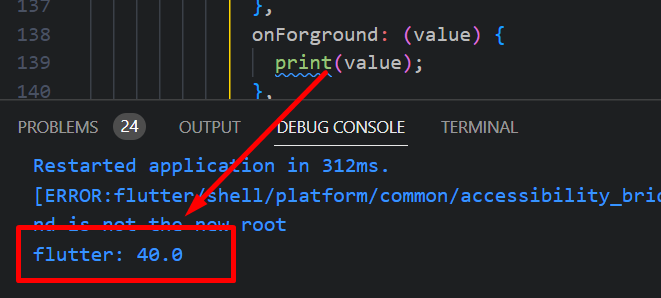 137 },
138 onForground: (value) {
139 print(value);
140 },
PROBLEMS 24 OUTPUT DEBUG CONSOLE TERMINAL
Restarted application in 312ms.
[ERROR:flutter/shell/platform/common/accessibility_bri
nd is not the new root
flutter: 40.0